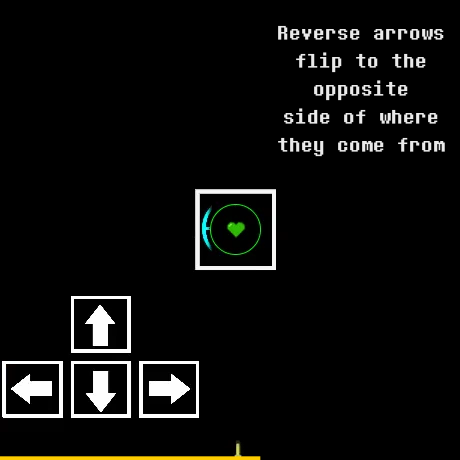 Reverse arrows
flip to the
opposite
side of where
they come from